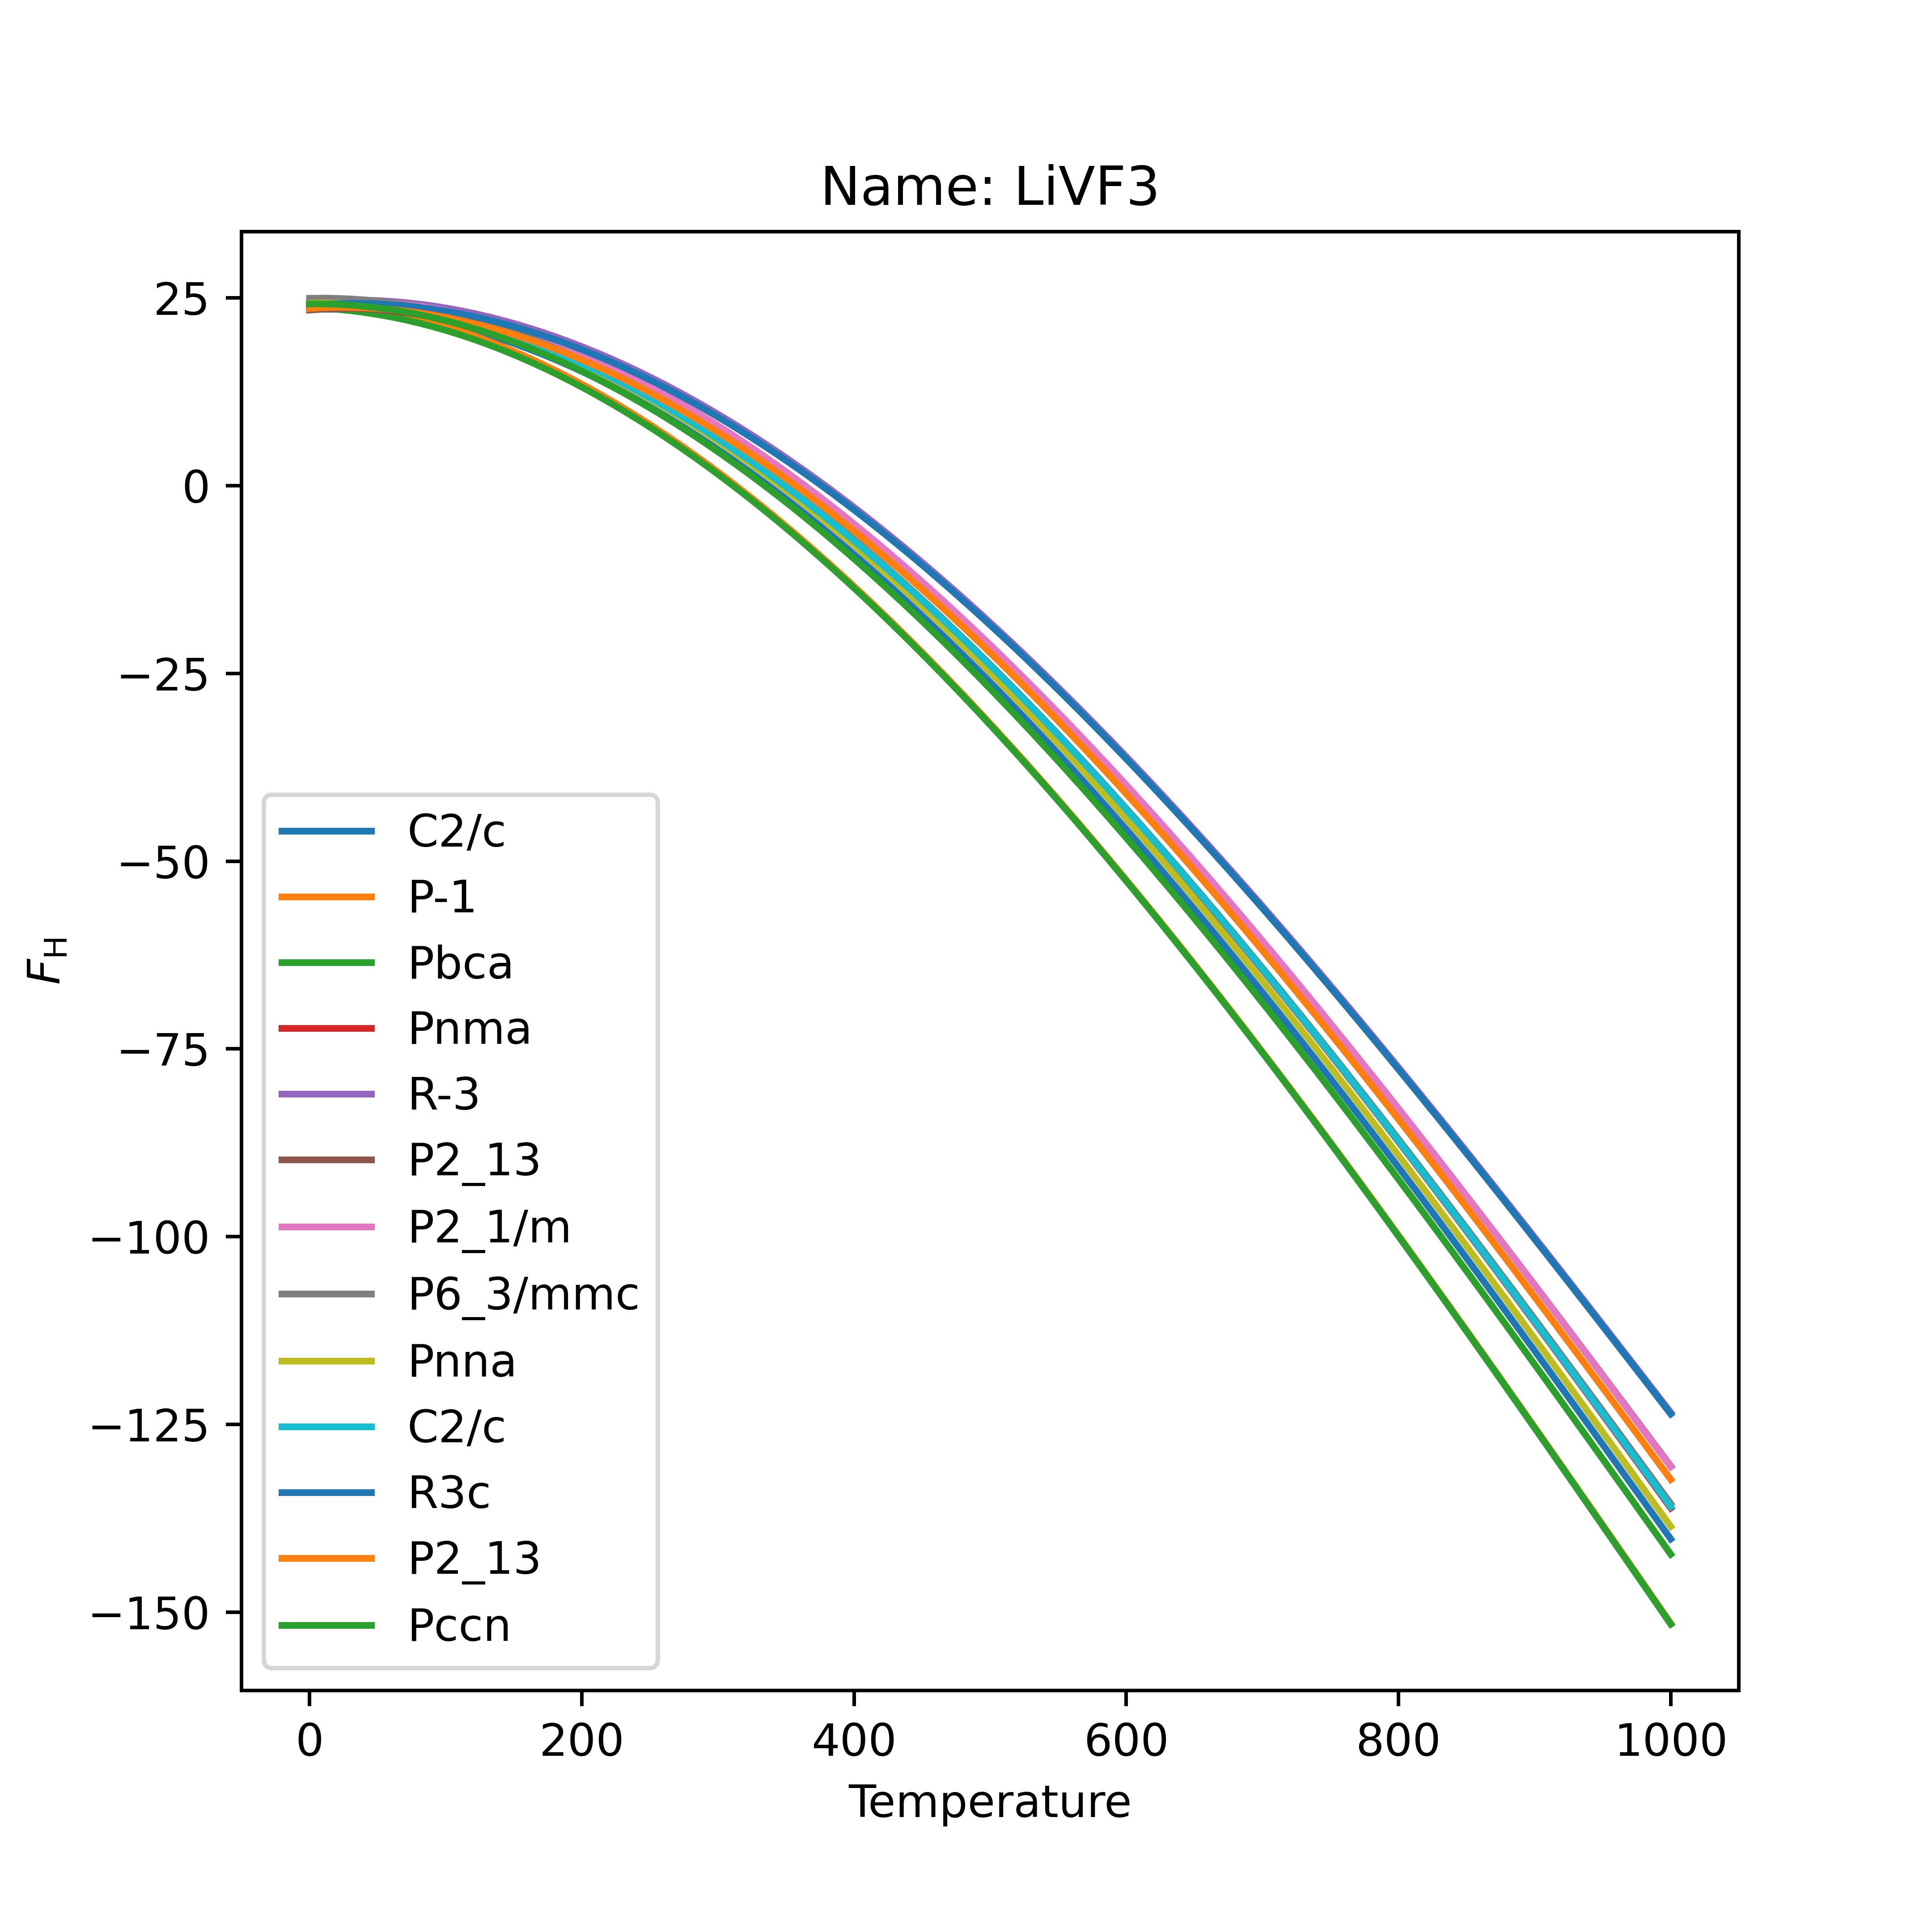 Name: LiVF3
25
0
−25
−50
−75
−100
−125
−150
F_H
C2/c
P-1
Pbca
Pnma
R-3
P2_13
P2_1/m
P6_3/mmc
Pnna
C2/c
R3c
P2_13
Pccn
0 200 400 600 800 1000
Temperature